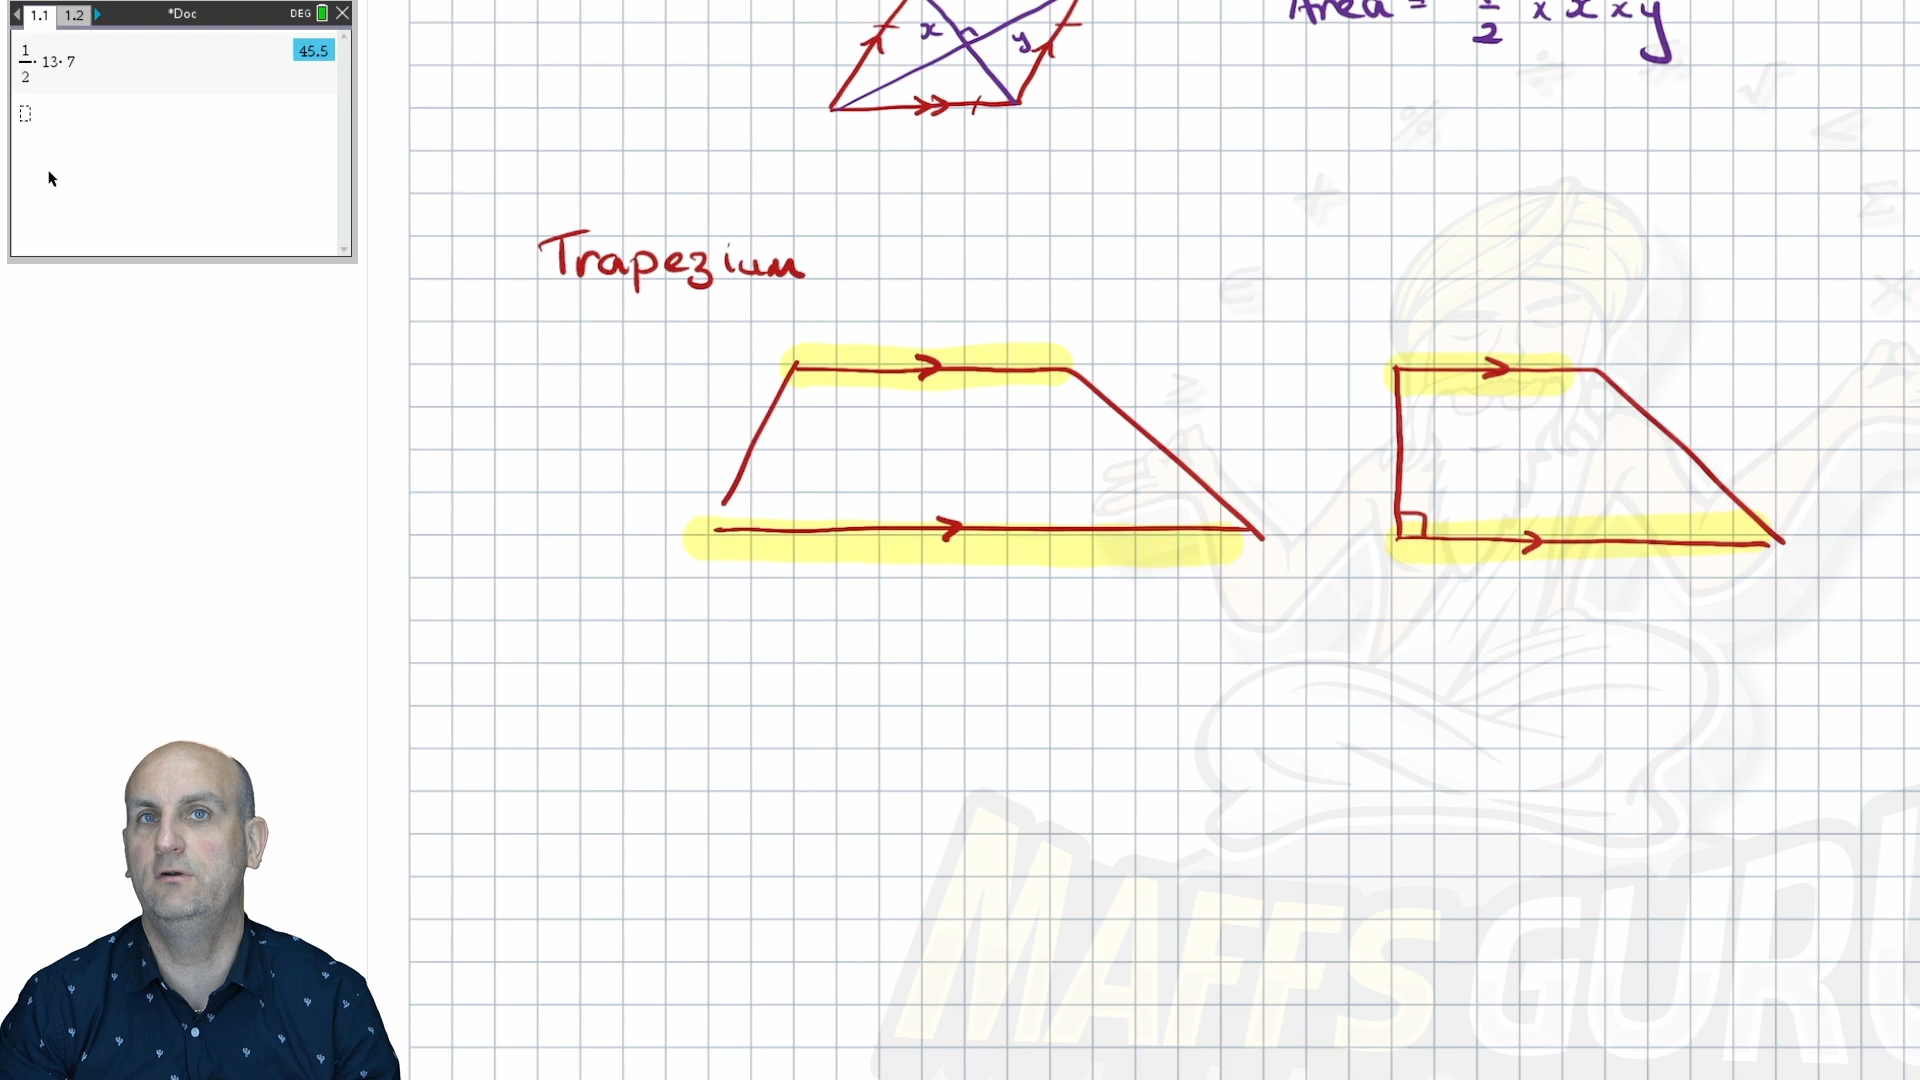 1.1 1.2 *Doc DEG
1/2 · 13 · 7 45.5
x y
Area = 1/2 × x × y
Trapezium
MAFFS GURU